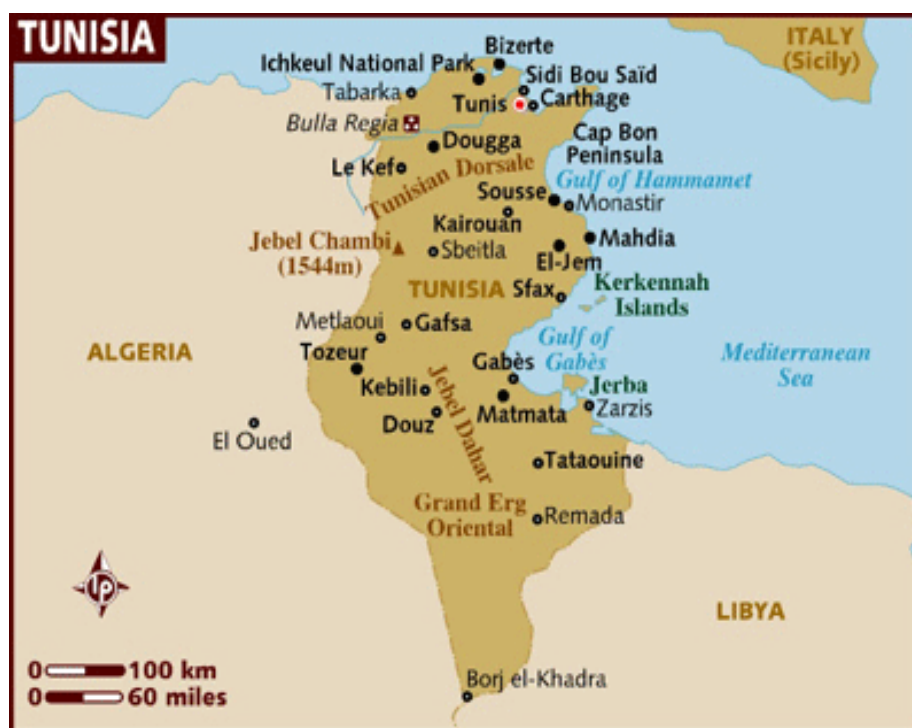 TUNISIA
ITALY
(Sicily)
Bizerte
Ichkeul National Park
Sidi Bou Saïd
Tabarka
Tunis
Carthage
Bulla Regia
Dougga
Cap Bon
Peninsula
Le Kef
Tunisian Dorsale
Gulf of Hammamet
Sousse
Monastir
Kairouan
Mahdia
Jebel Chambi
(1544m)
Sbeitla
El-Jem
TUNISIA
Sfax
Kerkennah
Islands
Metlaoui
Gafsa
ALGERIA
Tozeur
Gabès
Gulf of
Gabès
Mediterranean
Sea
Kebili
Jebel Dahar
Jerba
Douz
Matmata
Zarzis
El Oued
Tataouine
Grand Erg
Oriental
Remada
lp
LIBYA
0 100 km
0 60 miles
Borj el-Khadra